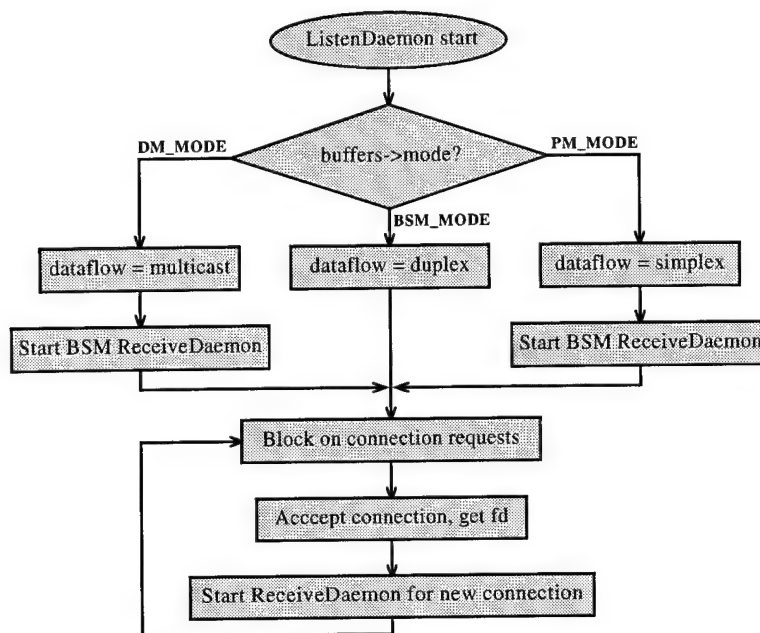 ListenDaemon start
buffers->mode?
DM_MODE
PM_MODE
BSM_MODE
dataflow = multicast
dataflow = duplex
dataflow = simplex
Start BSM ReceiveDaemon
Start BSM ReceiveDaemon
Block on connection requests
Acccept connection, get fd
Start ReceiveDaemon for new connection